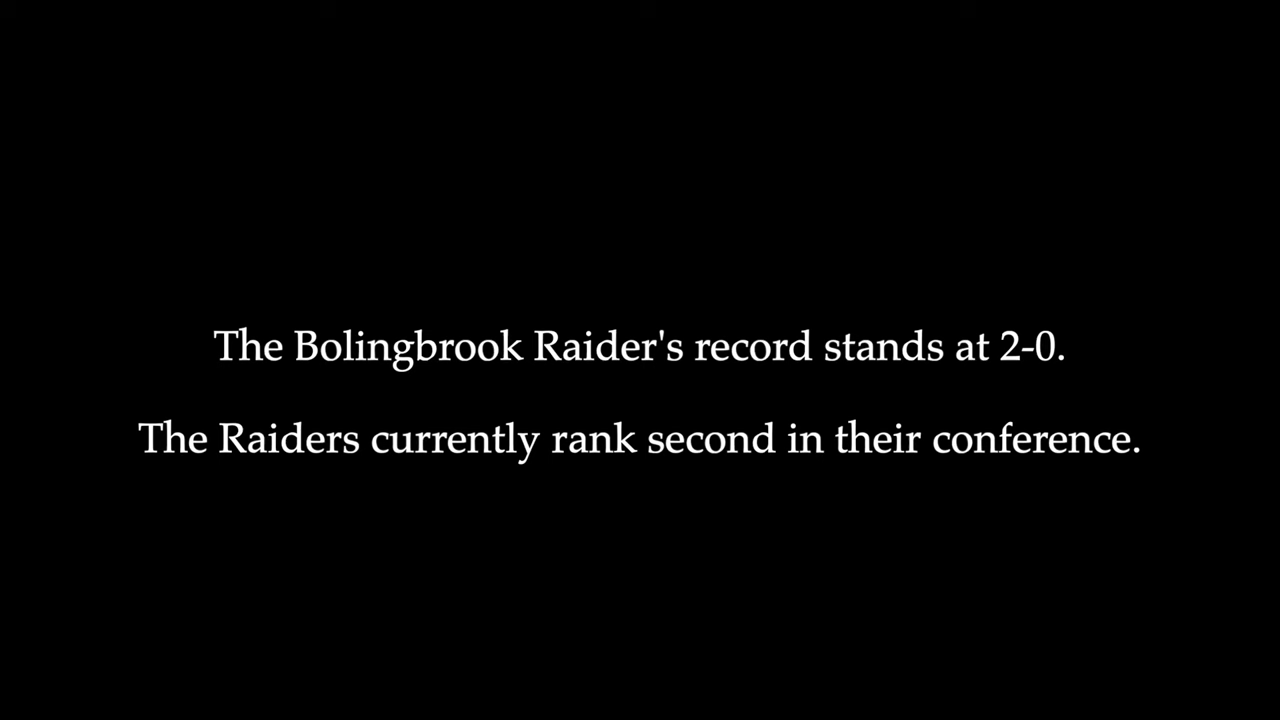 The Bolingbrook Raider's record stands at 2-0.
The Raiders currently rank second in their conference.